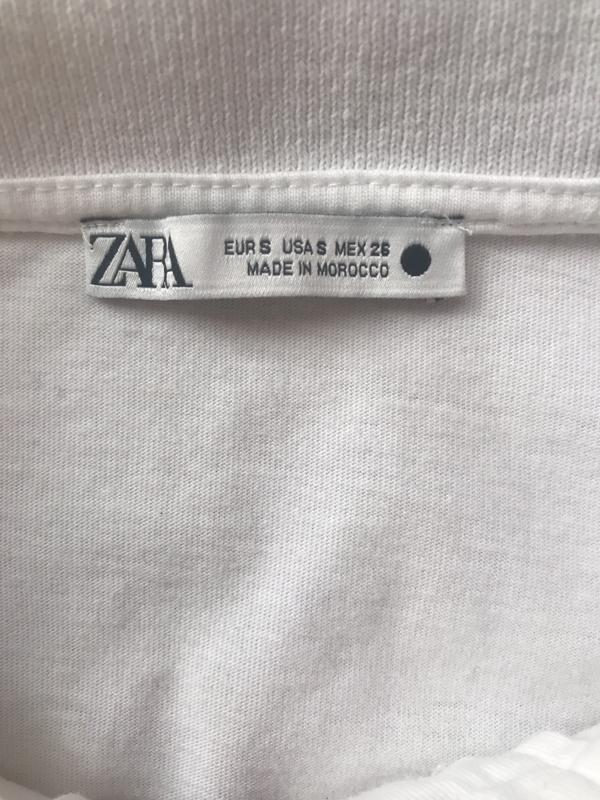 ZARA
EUR S USA S MEX 26
MADE IN MOROCCO